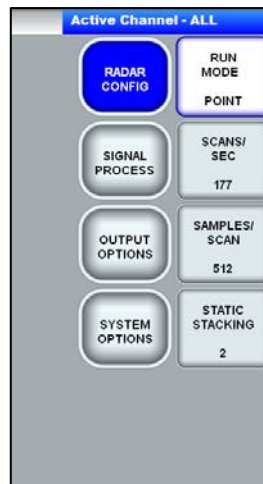 Active Channel - ALL
RADAR
CONFIG
RUN
MODE
POINT
SIGNAL
PROCESS
SCANS/
SEC
177
OUTPUT
OPTIONS
SAMPLES/
SCAN
512
SYSTEM
OPTIONS
STATIC
STACKING
2